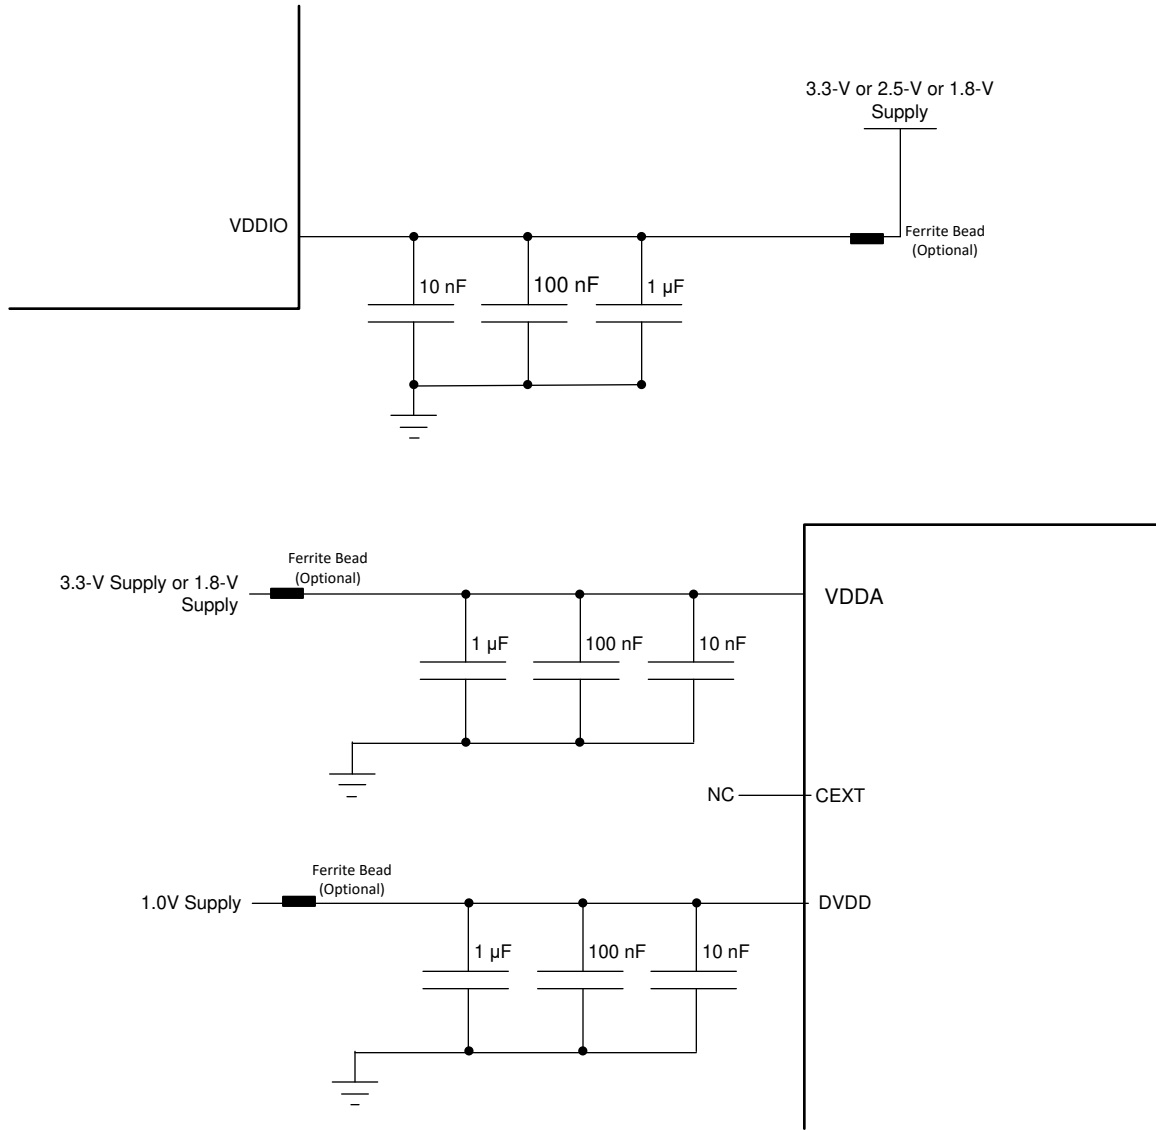 3.3-V or 2.5-V or 1.8-V
Supply
VDDIO
Ferrite Bead
(Optional)
10 nF
100 nF
1 µF
Ferrite Bead
(Optional)
3.3-V Supply or 1.8-V
Supply
VDDA
1 µF
100 nF
10 nF
NC
CEXT
Ferrite Bead
(Optional)
1.0V Supply
DVDD
1 µF
100 nF
10 nF